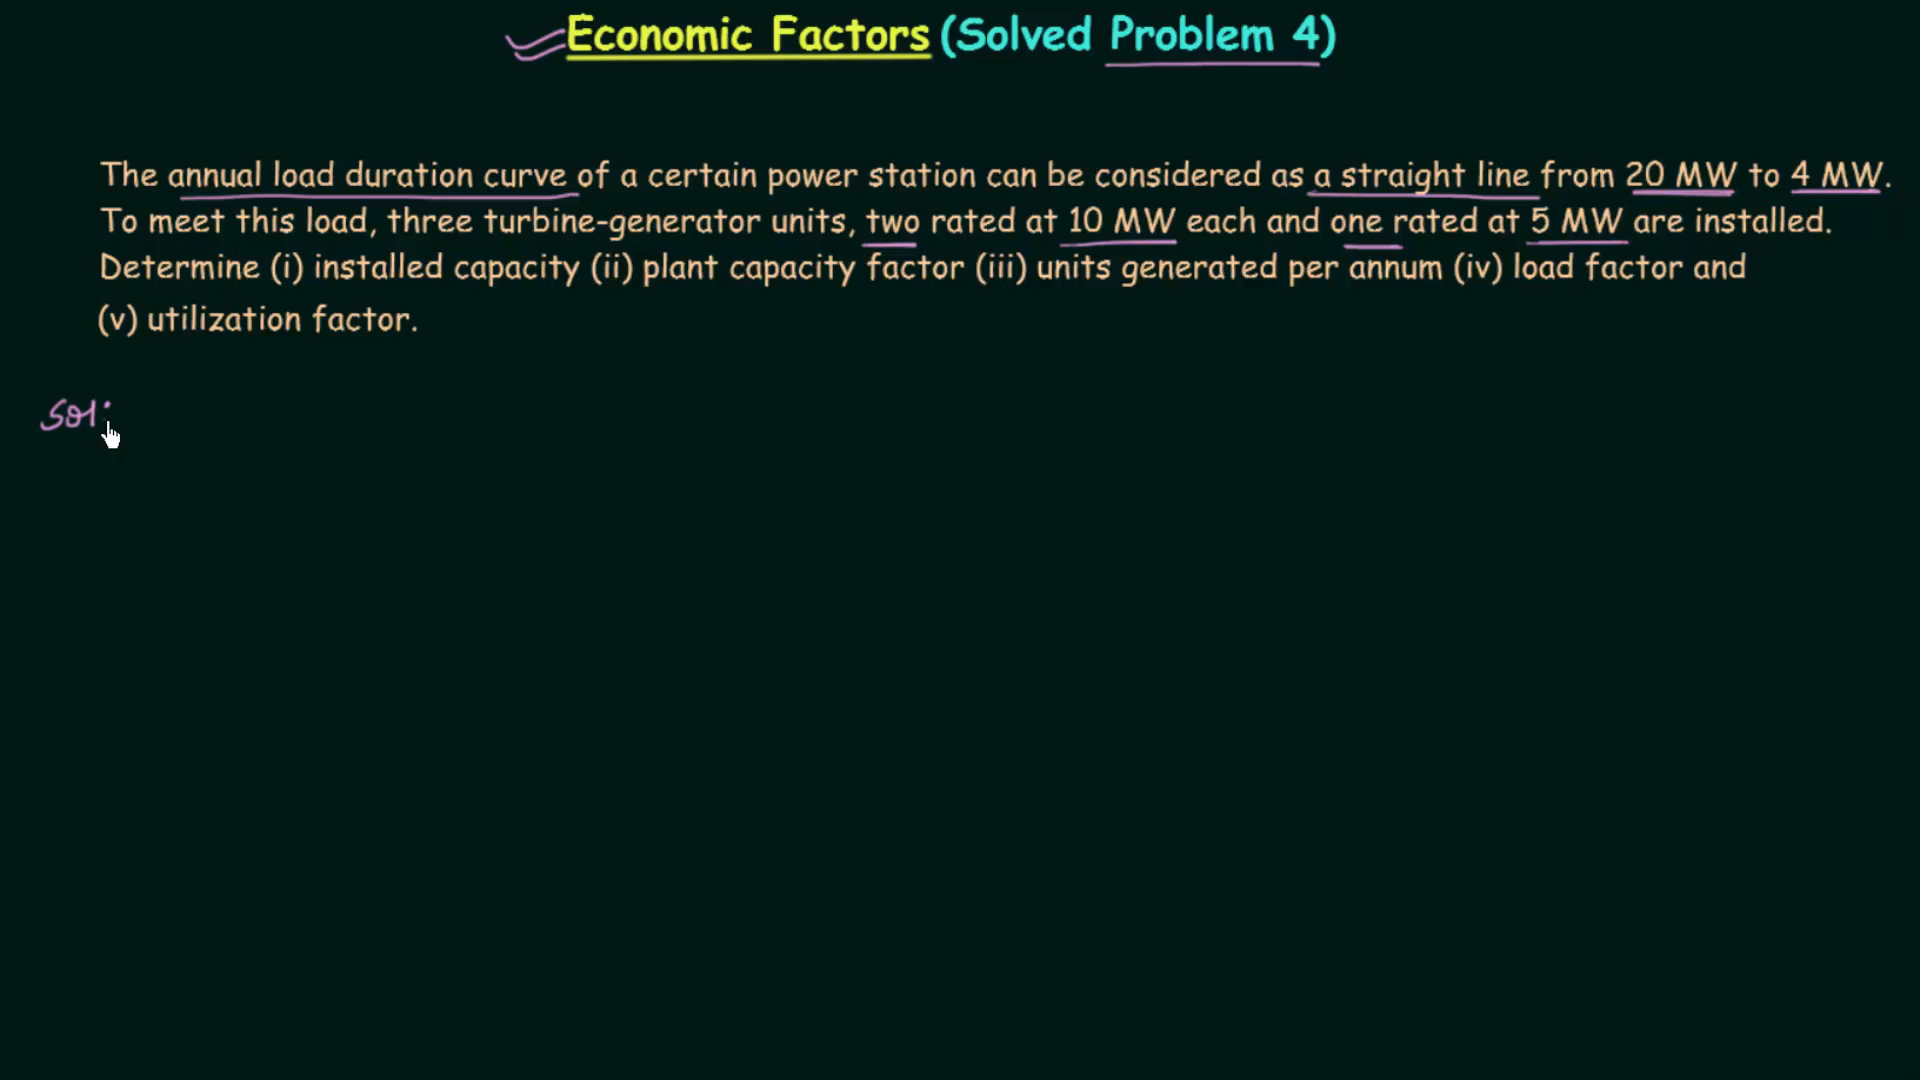 Economic Factors (Solved Problem 4)
The annual load duration curve of a certain power station can be considered as a straight line from 20 MW to 4 MW.
To meet this load, three turbine-generator units, two rated at 10 MW each and one rated at 5 MW are installed.
Determine (i) installed capacity (ii) plant capacity factor (iii) units generated per annum (iv) load factor and
(v) utilization factor.
Sol: